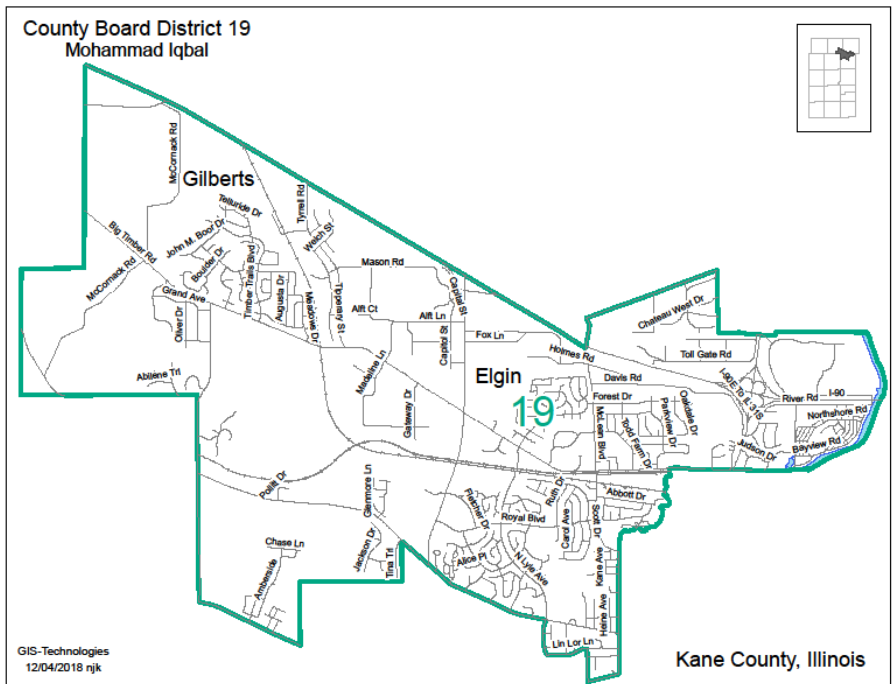 County Board District 19
Mohammad Iqbal
Gilberts
McCornack Rd
Telluride Dr
Tyrrell Rd
Welch St
John M. Boor Dr
Big Timber Rd
Boulder Dr
Timber Trails Blvd
McCornack Rd
Grand Ave
Augusta Dr
Meadows Dr
Tipperary St
Mason Rd
Capital St
Alft Ct
Alft Ln
Oliver Dr
Capitol St
Fox Ln
Chateau West Dr
Holmes Rd
Toll Gate Rd
Abilene Trl
Madeline Ln
Elgin
19
Davis Rd
I-90E To IL 31S
River Rd
I-90
Forest Dr
Northshore Rd
Gateway Dr
McLean Blvd
Todd Farm Dr
Parkview Dr
Oakdale Dr
Judson Dr
Bayview Rd
Politt Dr
Glenmore Ln
Ruth Dr
Abbott Dr
Fletcher Dr
Royal Blvd
Carol Ave
Scott Dr
Chase Ln
Jackson Dr
Tina Trl
Alice Pl
N Lyle Ave
Kane Ave
Amberside
Heine Ave
Lin Lor Ln
GIS-Technologies
12/04/2018 njk
Kane County, Illinois